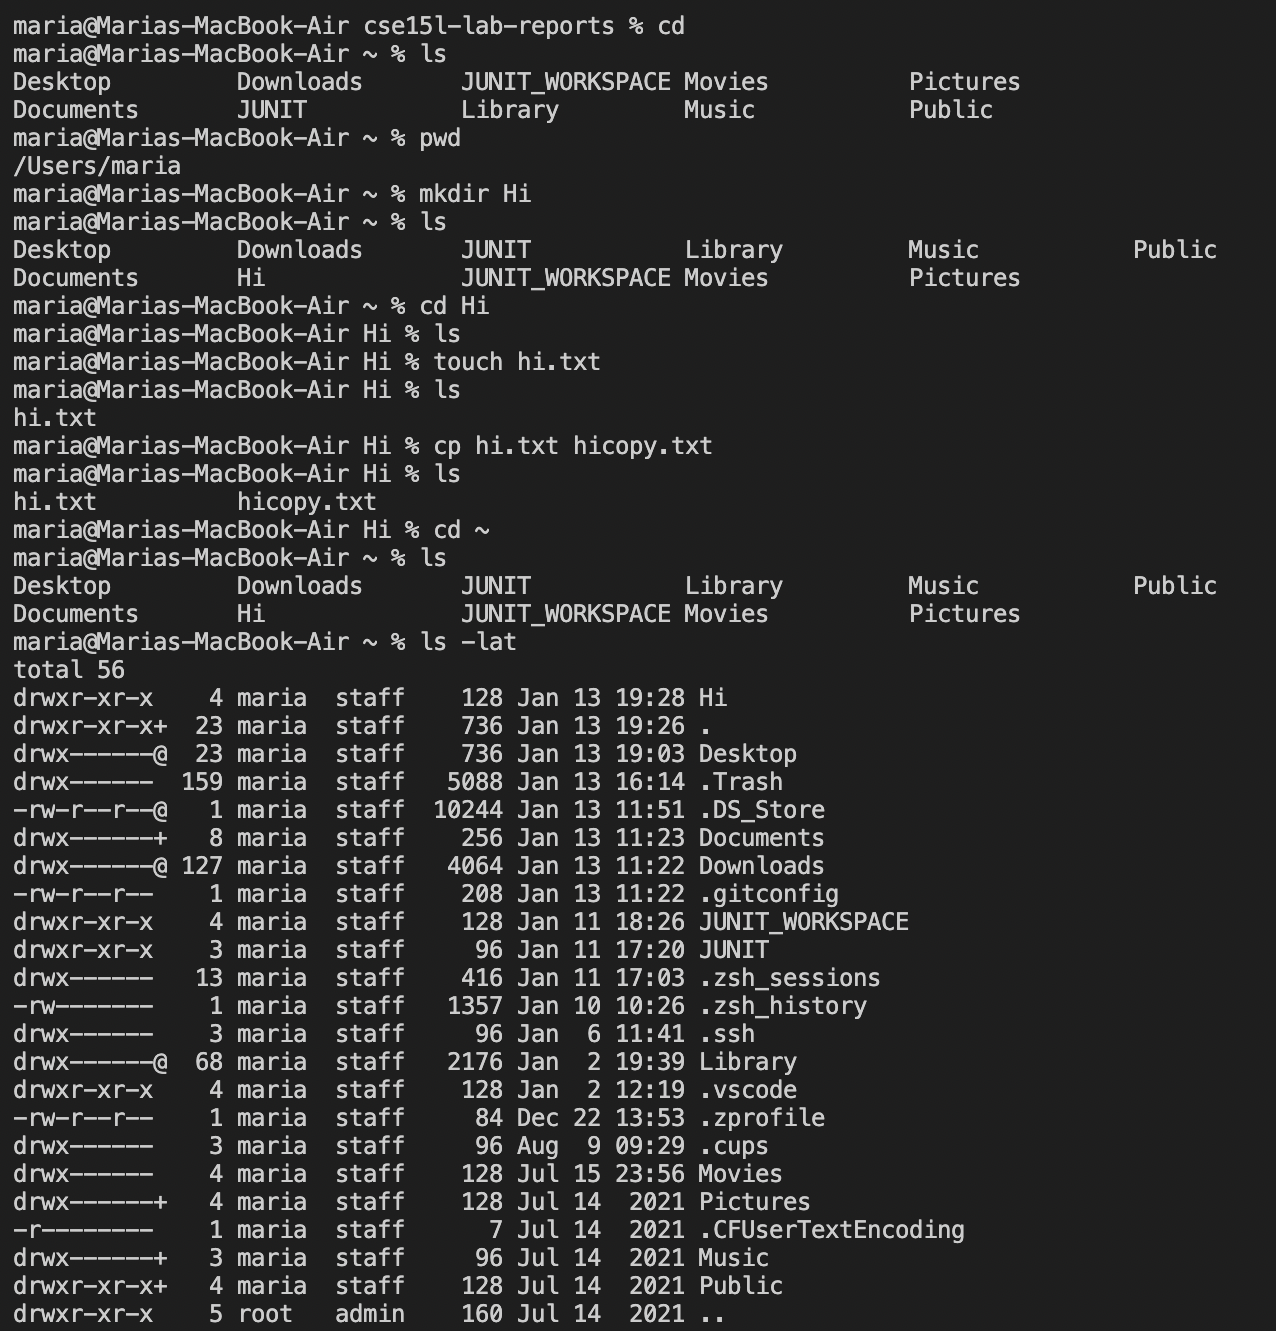 maria@Marias-MacBook-Air cse15l-lab-reports % cd
maria@Marias-MacBook-Air ~ % ls
Desktop         Downloads       JUNIT_WORKSPACE Movies          Pictures
Documents       JUNIT           Library         Music           Public
maria@Marias-MacBook-Air ~ % pwd
/Users/maria
maria@Marias-MacBook-Air ~ % mkdir Hi
maria@Marias-MacBook-Air ~ % ls
Desktop         Downloads       JUNIT           Library         Music           Public
Documents       Hi              JUNIT_WORKSPACE Movies          Pictures
maria@Marias-MacBook-Air ~ % cd Hi
maria@Marias-MacBook-Air Hi % ls
maria@Marias-MacBook-Air Hi % touch hi.txt
maria@Marias-MacBook-Air Hi % ls
hi.txt
maria@Marias-MacBook-Air Hi % cp hi.txt hicopy.txt
maria@Marias-MacBook-Air Hi % ls
hi.txt          hicopy.txt
maria@Marias-MacBook-Air Hi % cd ~
maria@Marias-MacBook-Air ~ % ls
Desktop         Downloads       JUNIT           Library         Music           Public
Documents       Hi              JUNIT_WORKSPACE Movies          Pictures
maria@Marias-MacBook-Air ~ % ls -lat
total 56
drwxr-xr-x    4 maria  staff    128 Jan 13 19:28 Hi
drwxr-xr-x+  23 maria  staff    736 Jan 13 19:26 .
drwx------@  23 maria  staff    736 Jan 13 19:03 Desktop
drwx------  159 maria  staff   5088 Jan 13 16:14 .Trash
-rw-r--r--@   1 maria  staff  10244 Jan 13 11:51 .DS_Store
drwx------+   8 maria  staff    256 Jan 13 11:23 Documents
drwx------@ 127 maria  staff   4064 Jan 13 11:22 Downloads
-rw-r--r--    1 maria  staff    208 Jan 13 11:22 .gitconfig
drwxr-xr-x    4 maria  staff    128 Jan 11 18:26 JUNIT_WORKSPACE
drwxr-xr-x    3 maria  staff     96 Jan 11 17:20 JUNIT
drwx------   13 maria  staff    416 Jan 11 17:03 .zsh_sessions
-rw-------    1 maria  staff   1357 Jan 10 10:26 .zsh_history
drwx------    3 maria  staff     96 Jan  6 11:41 .ssh
drwx------@  68 maria  staff   2176 Jan  2 19:39 Library
drwxr-xr-x    4 maria  staff    128 Jan  2 12:19 .vscode
-rw-r--r--    1 maria  staff     84 Dec 22 13:53 .zprofile
drwx------    3 maria  staff     96 Aug  9 09:29 .cups
drwx------    4 maria  staff    128 Jul 15 23:56 Movies
drwx------+   4 maria  staff    128 Jul 14  2021 Pictures
-r--------    1 maria  staff      7 Jul 14  2021 .CFUserTextEncoding
drwx------+   3 maria  staff     96 Jul 14  2021 Music
drwxr-xr-x+   4 maria  staff    128 Jul 14  2021 Public
drwxr-xr-x    5 root   admin    160 Jul 14  2021 ..